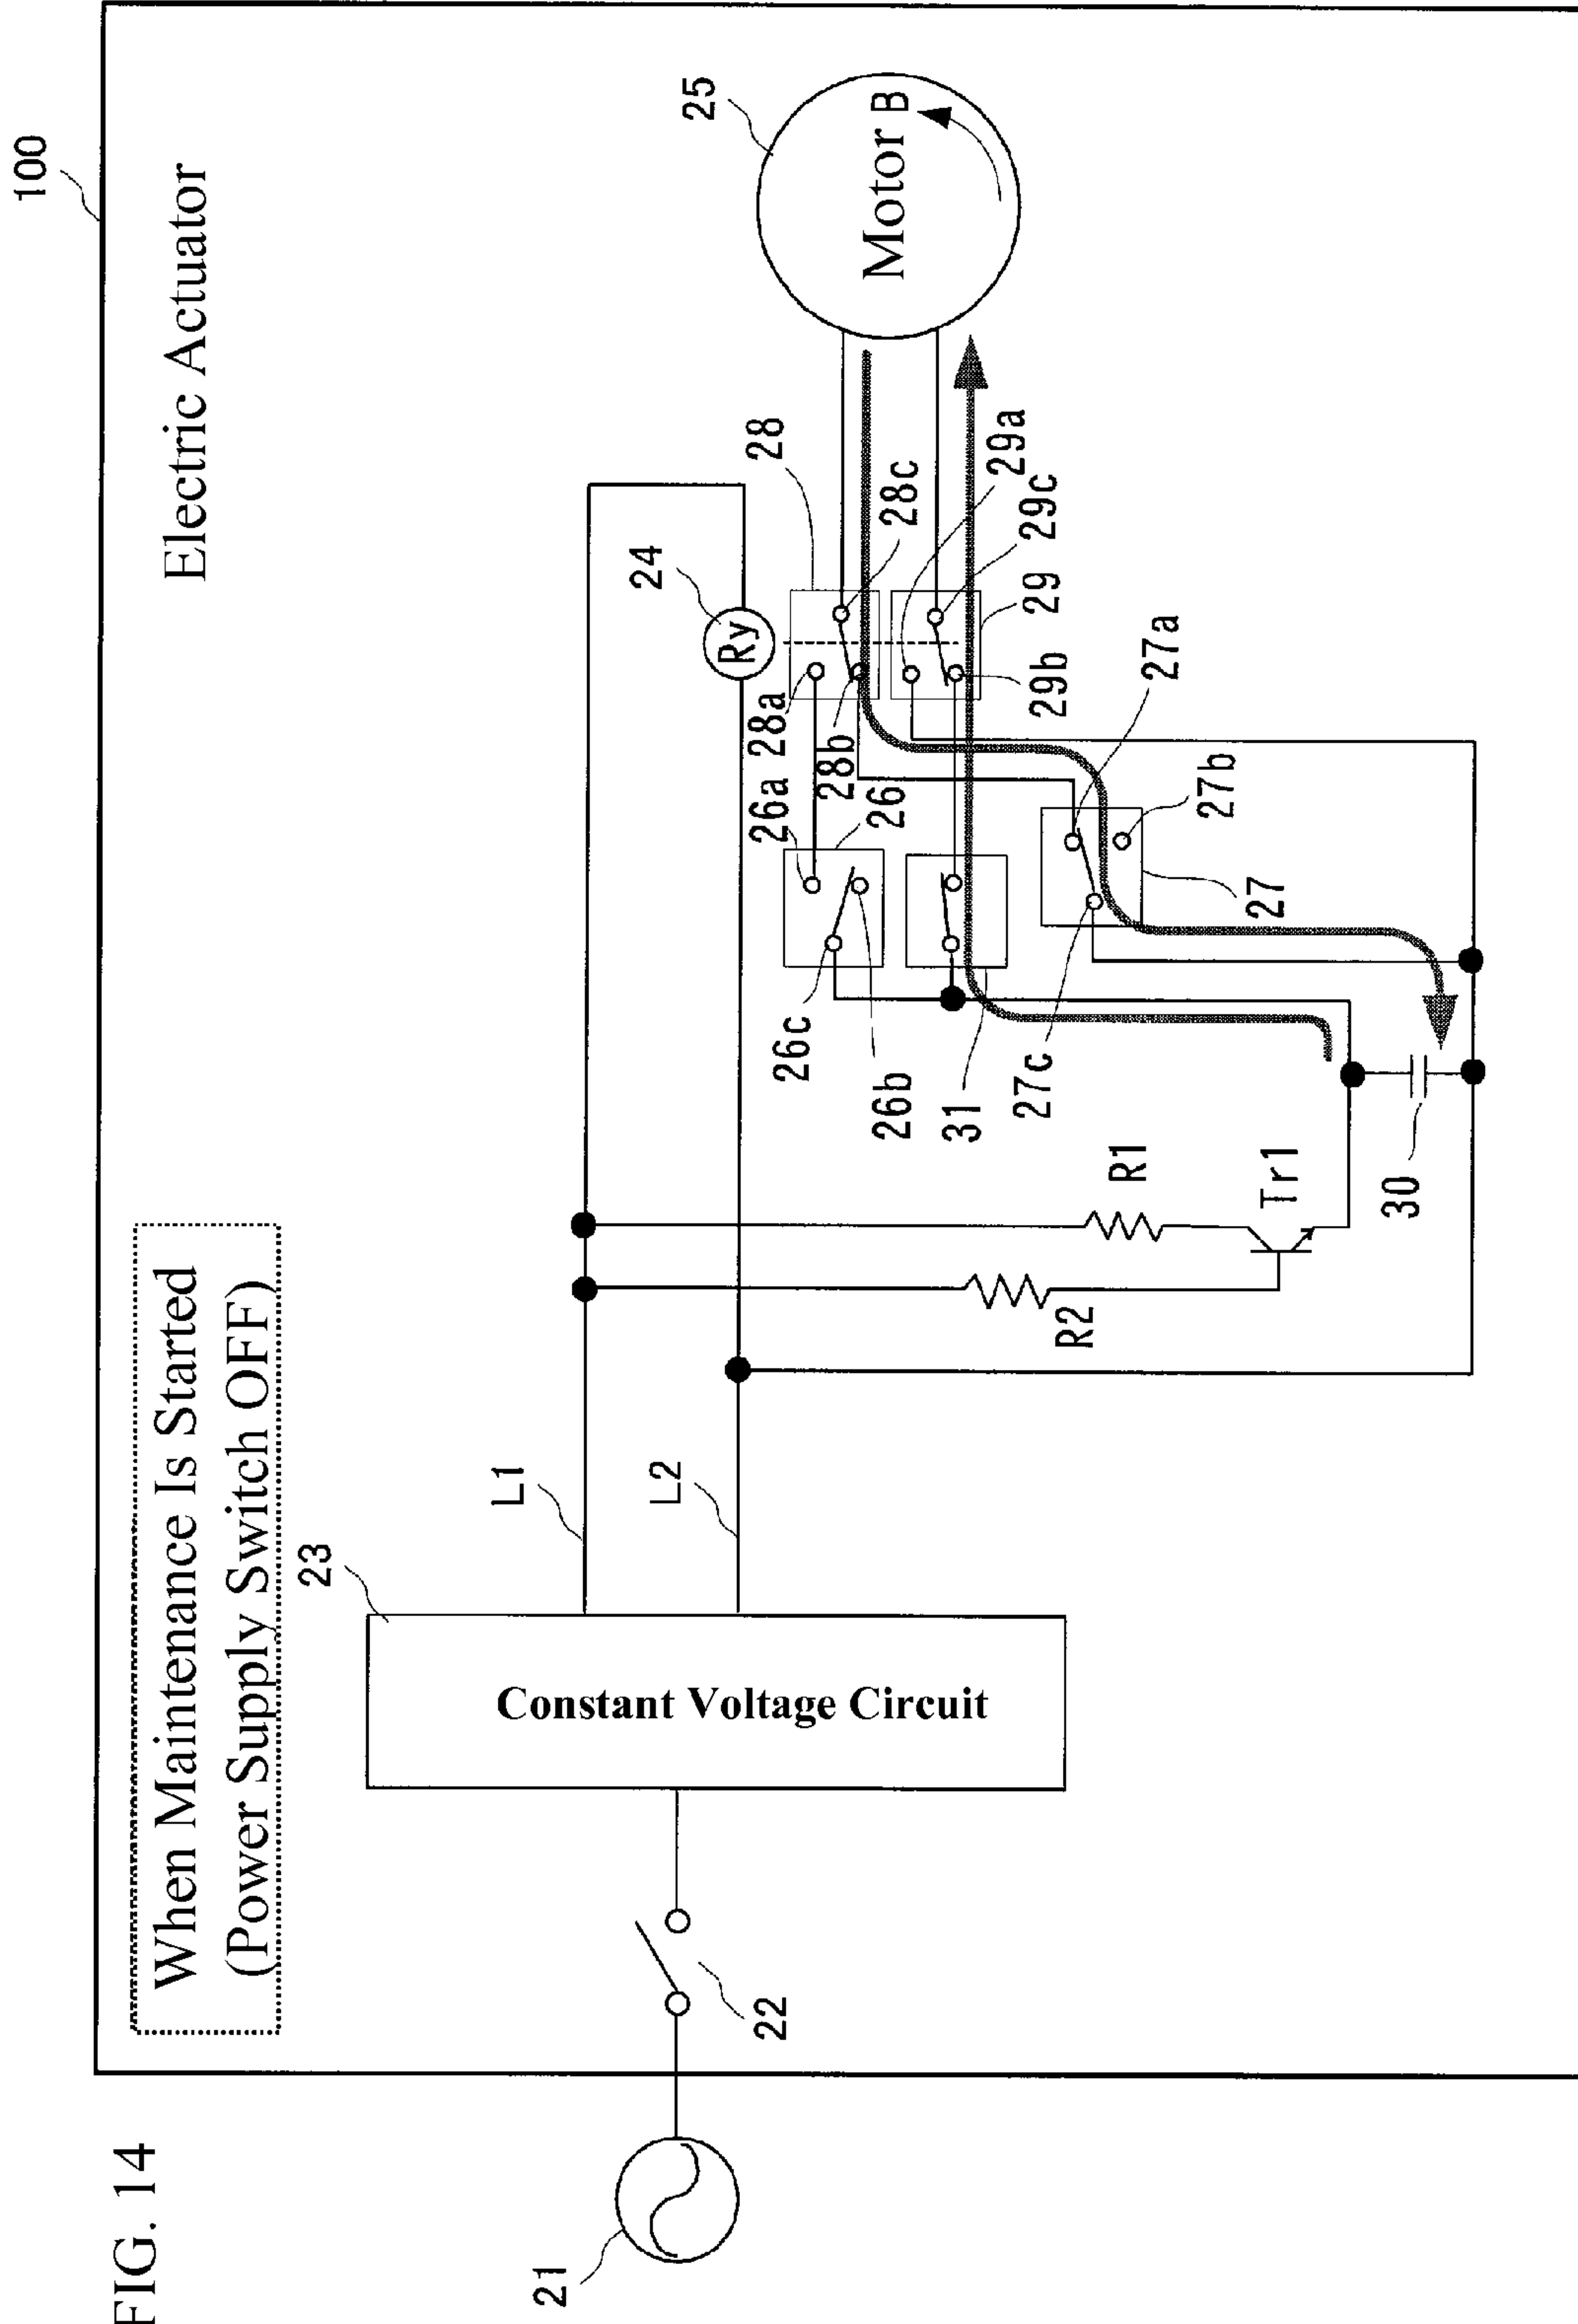 FIG. 14
100
When Maintenance Is Started
(Power Supply Switch OFF)
Electric Actuator
21
22
23
Constant Voltage Circuit
L1
L2
R2
R1
Tr1
30
24
Ry
28
28a
28b
28c
26a
26
26c
26b
31
29a
29c
29
29b
27a
27b
27
27c
25
Motor
B